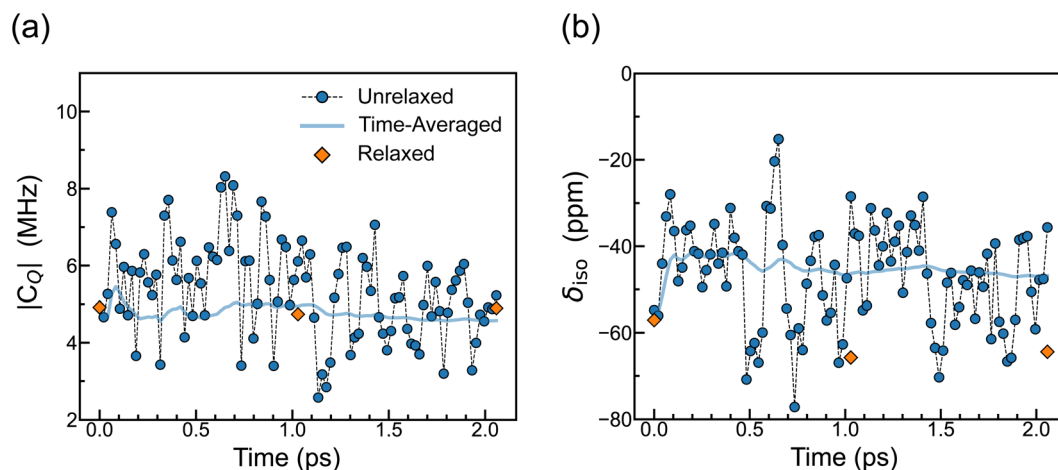 (a)
(b)
10
8
6
4
2
|C_Q| (MHz)
Unrelaxed
Time-Averaged
Relaxed
0.0 0.5 1.0 1.5 2.0
Time (ps)
0
−20
−40
−60
−80
δ_iso (ppm)
0.0 0.5 1.0 1.5 2.0
Time (ps)